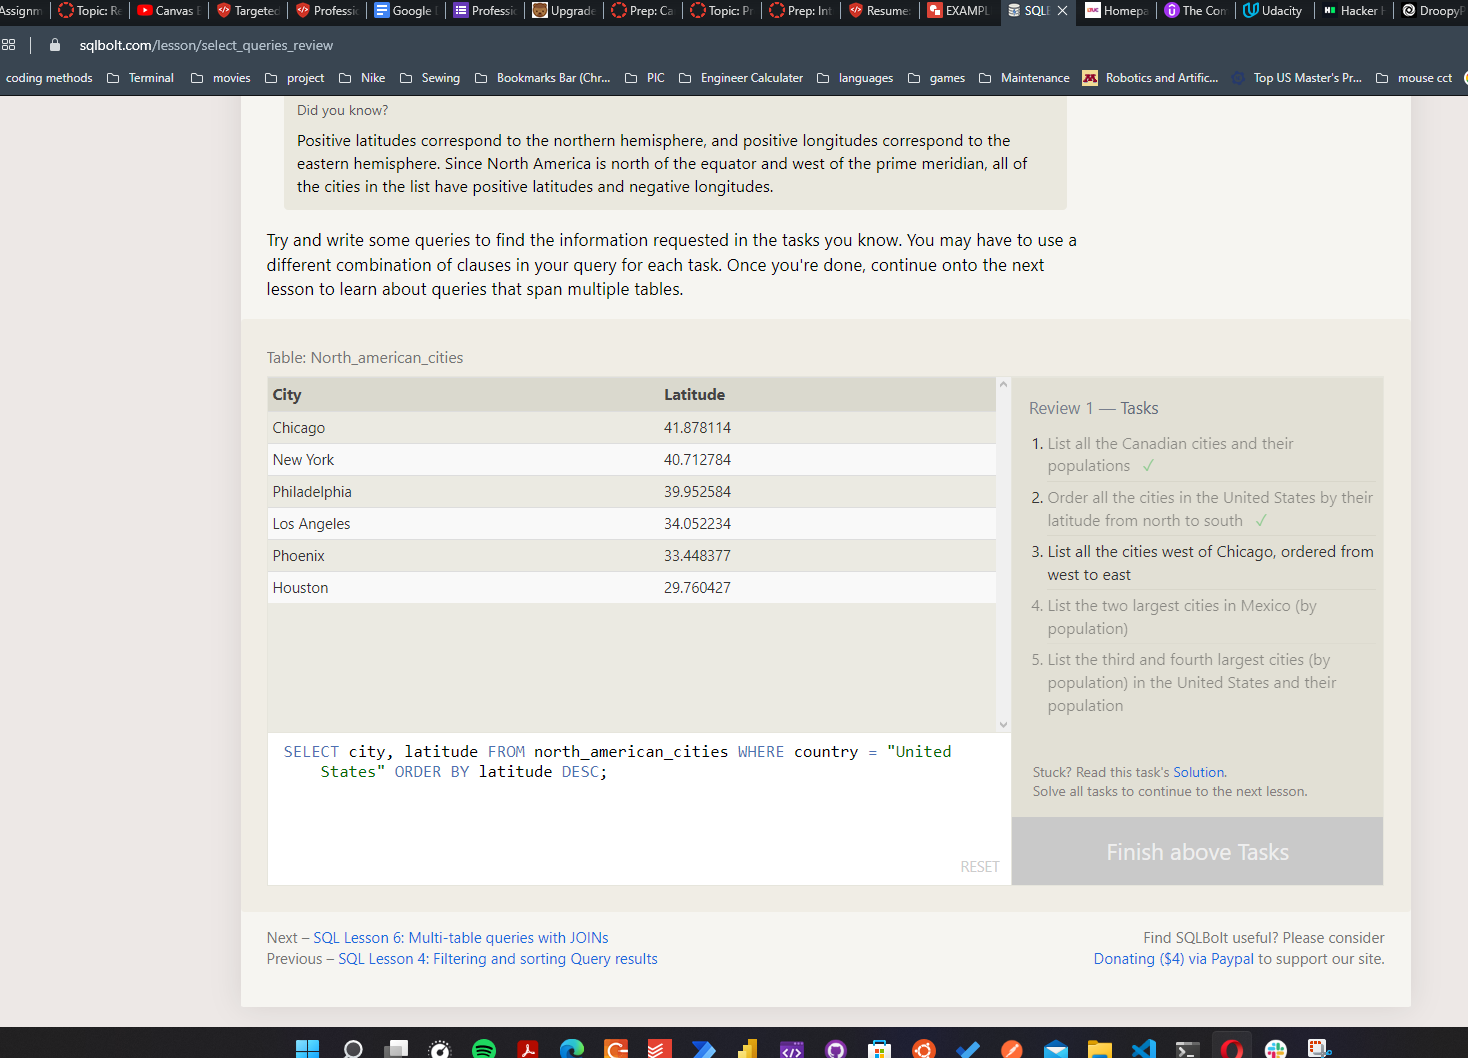 Assignm Topic: Re Canvas Targeted Professio Google Professio Upgrade Prep: Ca Topic: Pr Prep: Int Resume: EXAMPL SQL Homepa The Com Udacity Hacker DroopyP
sqlbolt.com/lesson/select_queries_review
coding methods Terminal movies project Nike Sewing Bookmarks Bar (Chr... PIC Engineer Calculater languages games Maintenance Robotics and Artific... Top US Master's Pr... mouse cct
Did you know?
Positive latitudes correspond to the northern hemisphere, and positive longitudes correspond to the
eastern hemisphere. Since North America is north of the equator and west of the prime meridian, all of
the cities in the list have positive latitudes and negative longitudes.
Try and write some queries to find the information requested in the tasks you know. You may have to use a
different combination of clauses in your query for each task. Once you're done, continue onto the next
lesson to learn about queries that span multiple tables.
Table: North_american_cities
City Latitude
Chicago 41.878114
New York 40.712784
Philadelphia 39.952584
Los Angeles 34.052234
Phoenix 33.448377
Houston 29.760427
SELECT city, latitude FROM north_american_cities WHERE country = "United
States" ORDER BY latitude DESC;
RESET
Review 1 — Tasks
1. List all the Canadian cities and their
populations ✓
2. Order all the cities in the United States by their
latitude from north to south ✓
3. List all the cities west of Chicago, ordered from
west to east
4. List the two largest cities in Mexico (by
population)
5. List the third and fourth largest cities (by
population) in the United States and their
population
Stuck? Read this task's Solution.
Solve all tasks to continue to the next lesson.
Finish above Tasks
Next – SQL Lesson 6: Multi-table queries with JOINs
Previous – SQL Lesson 4: Filtering and sorting Query results
Find SQLBolt useful? Please consider
Donating ($4) via Paypal to support our site.